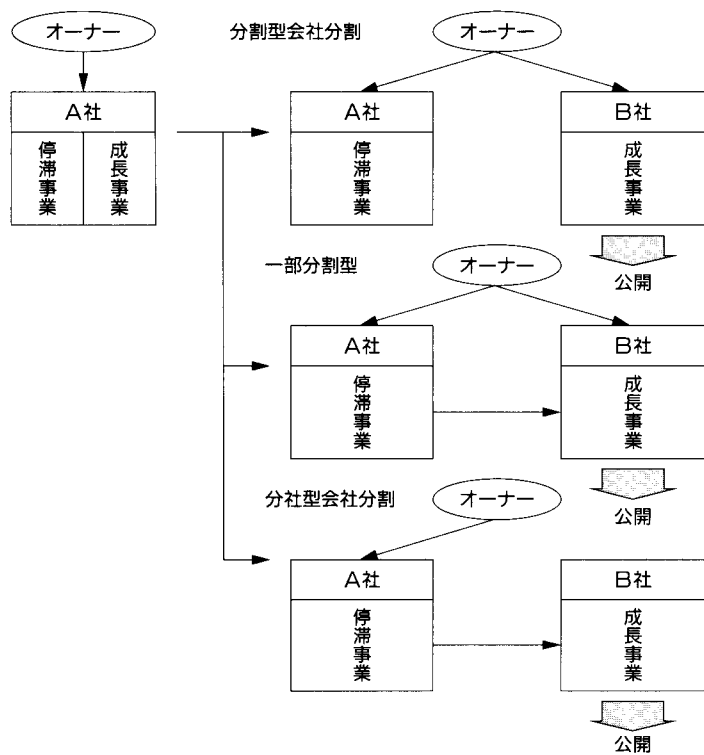 オーナー
A社
停滞事業
成長事業
分割型会社分割
オーナー
A社
停滞事業
B社
成長事業
公開
一部分割型
オーナー
A社
停滞事業
B社
成長事業
公開
分社型会社分割
オーナー
A社
停滞事業
B社
成長事業
公開